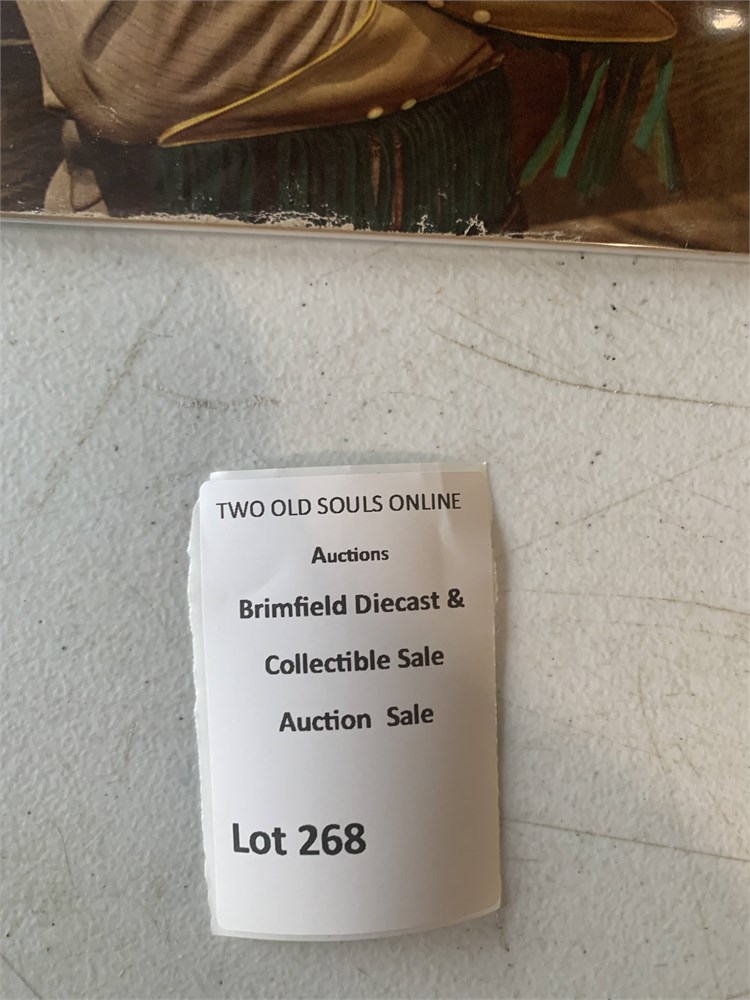 TWO OLD SOULS ONLINE
Auctions
Brimfield Diecast &
Collectible Sale
Auction Sale
Lot 268